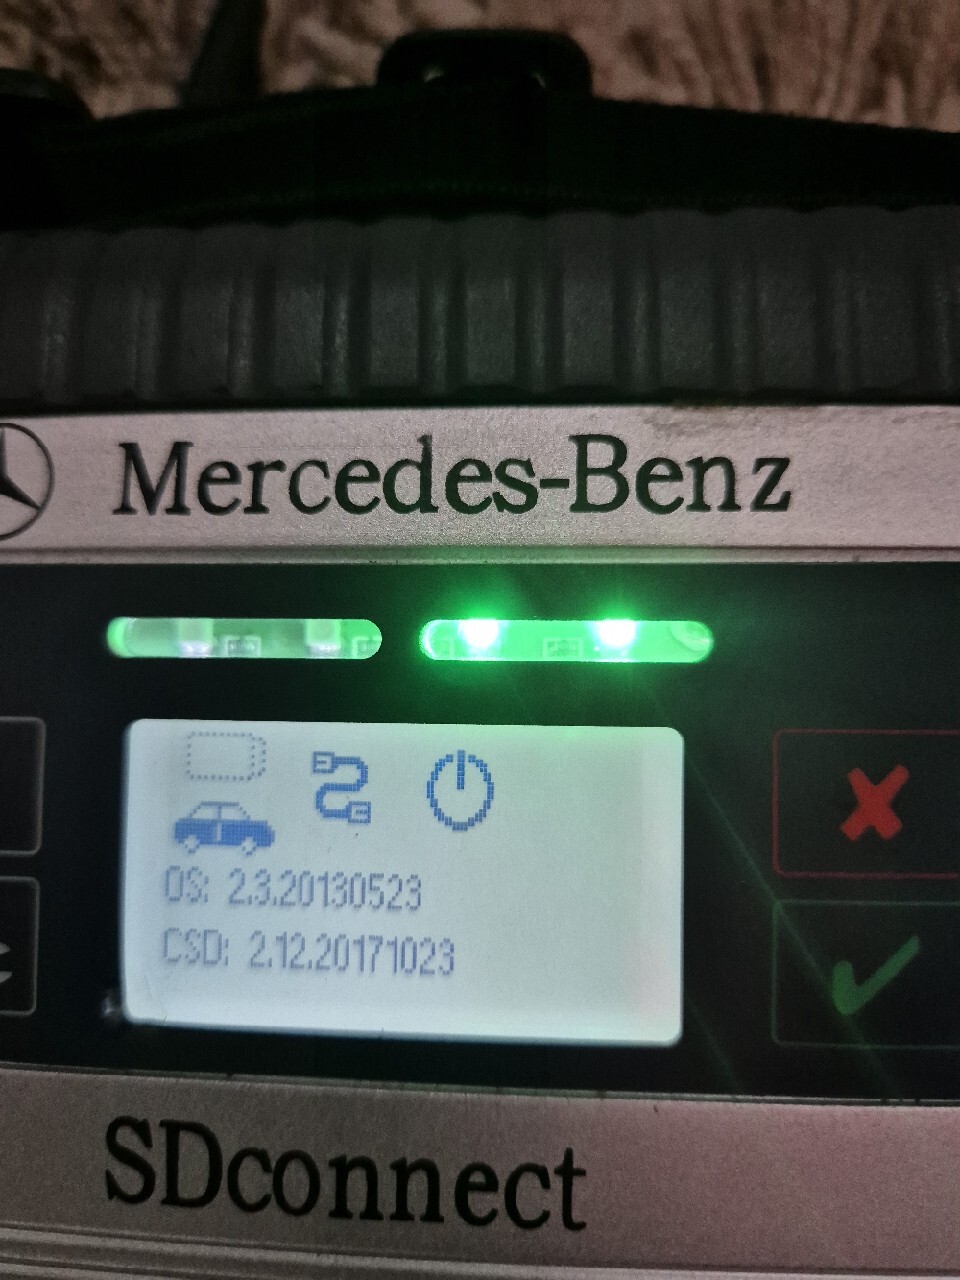 Mercedes-Benz
OS: 2.3.20130523
CSD: 2.12.20171023
SDconnect